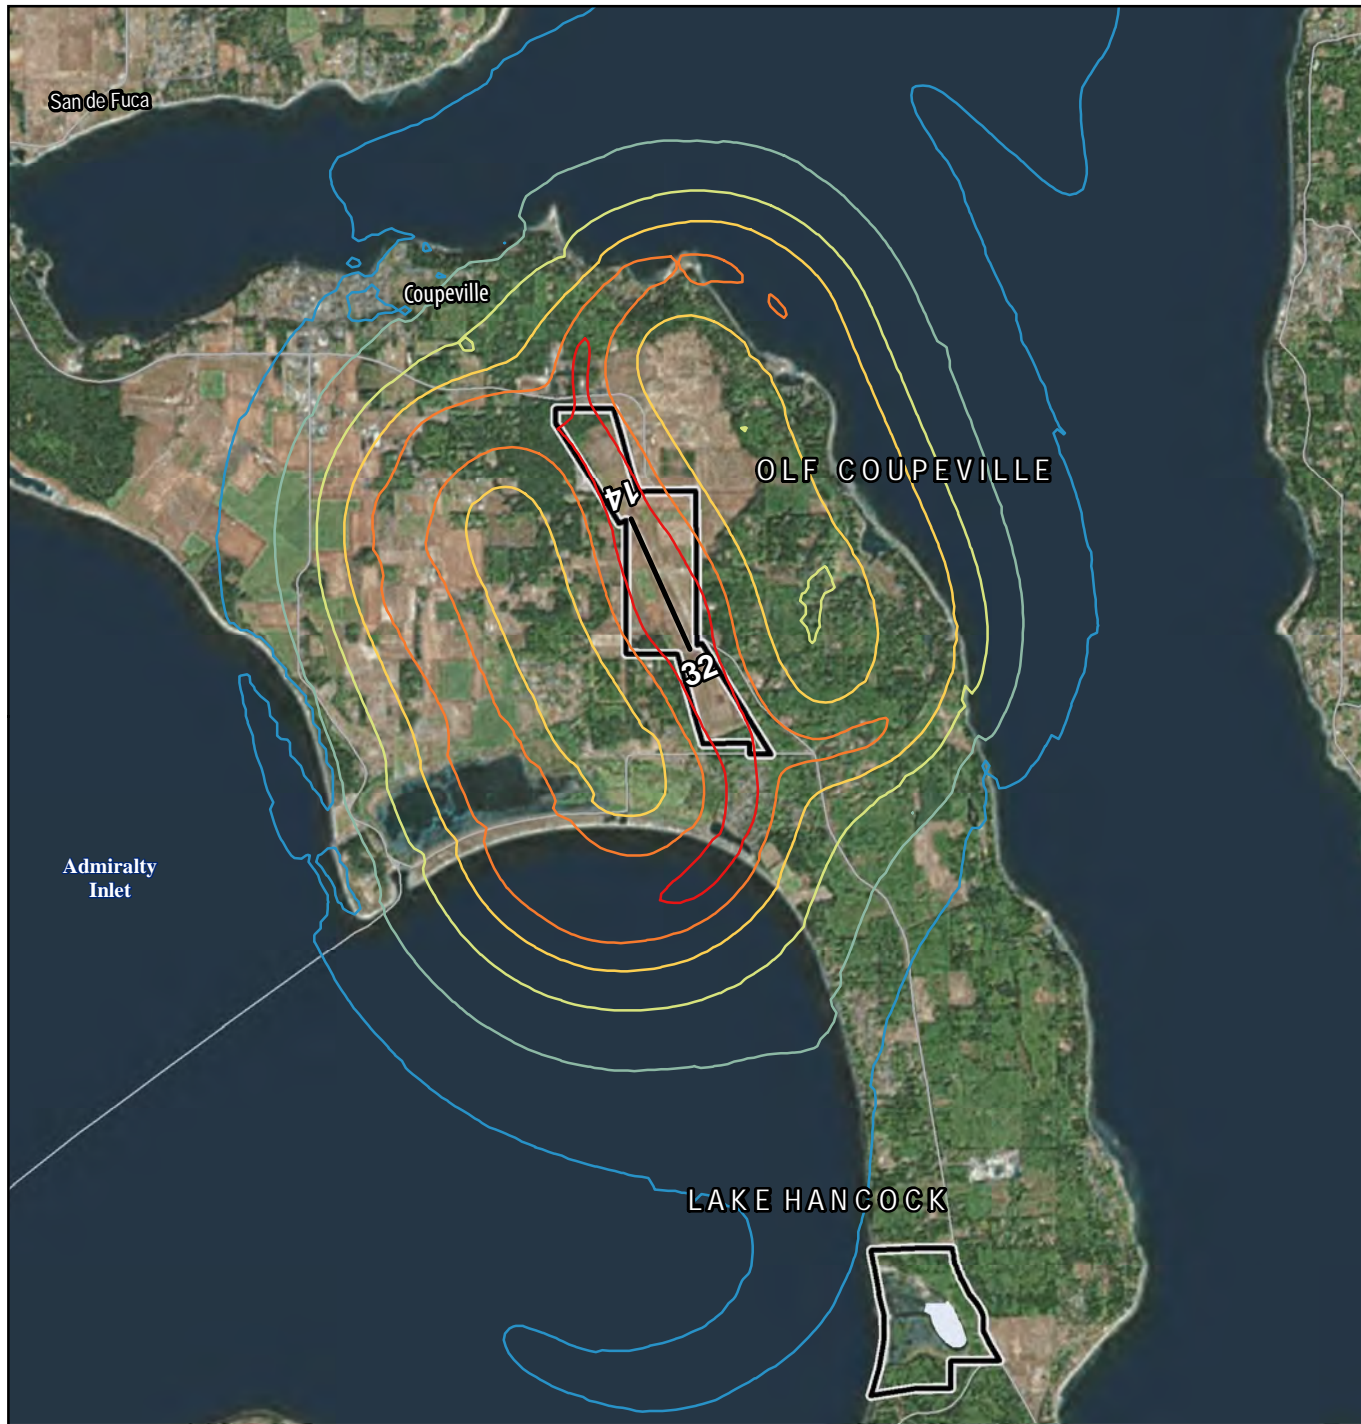 San de Fuca
Coupeville
OLF COUPEVILLE
14
32
Admiralty
Inlet
LAKE HANCOCK